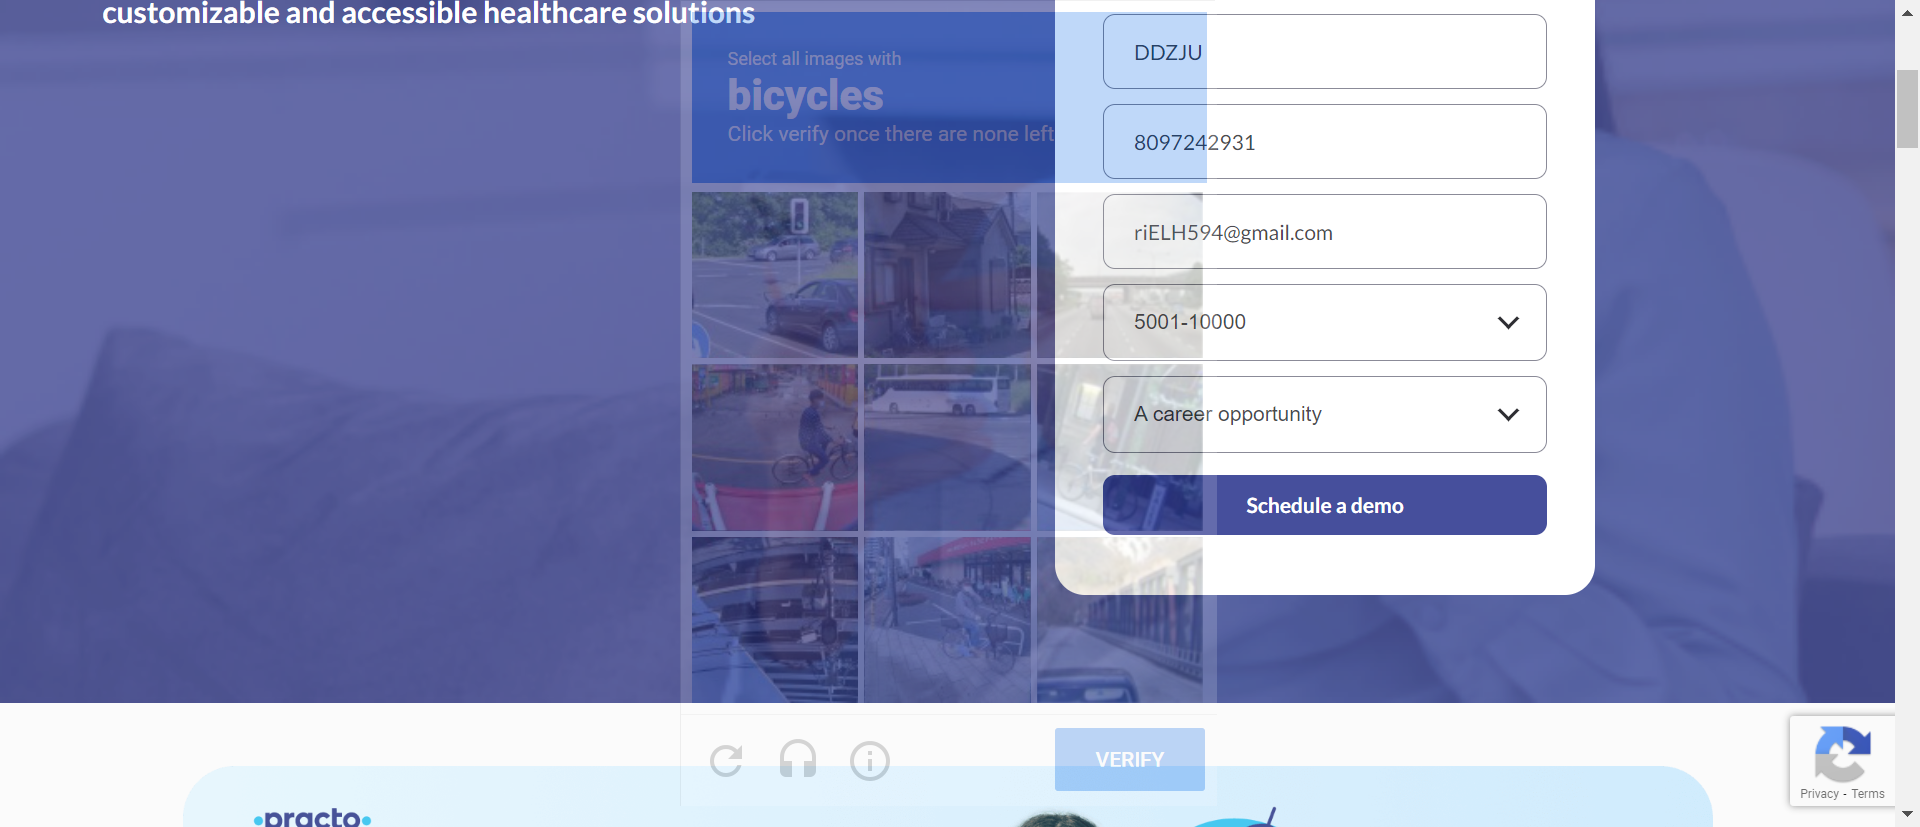 customizable and accessible healthcare solutions
Select all images with
bicycles
Click verify once there are none left
DDZJU
8097242931
riELH594@gmail.com
5001-10000
A career opportunity
Schedule a demo
VERIFY
Privacy - Terms
practo